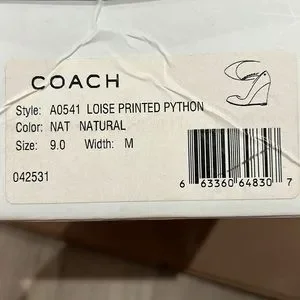 COACH
Style: A0541 LOISE PRINTED PYTHON
Color: NAT NATURAL
Size: 9.0 Width: M
042531
6 63360 64830 7